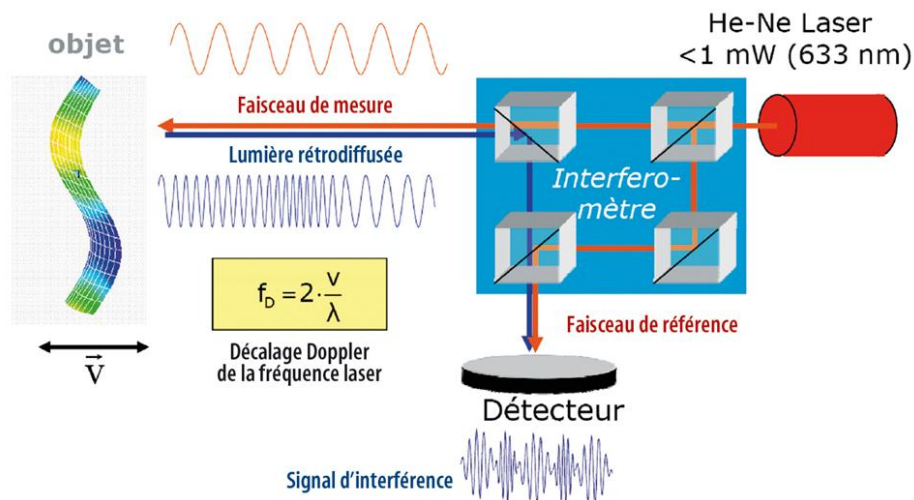 objet
He-Ne Laser
<1 mW (633 nm)
Faisceau de mesure
Lumière rétrodiffusée
Interfero-
mètre
f_D = 2 · v/λ
Faisceau de référence
Décalage Doppler
de la fréquence laser
V
Détecteur
Signal d’interférence